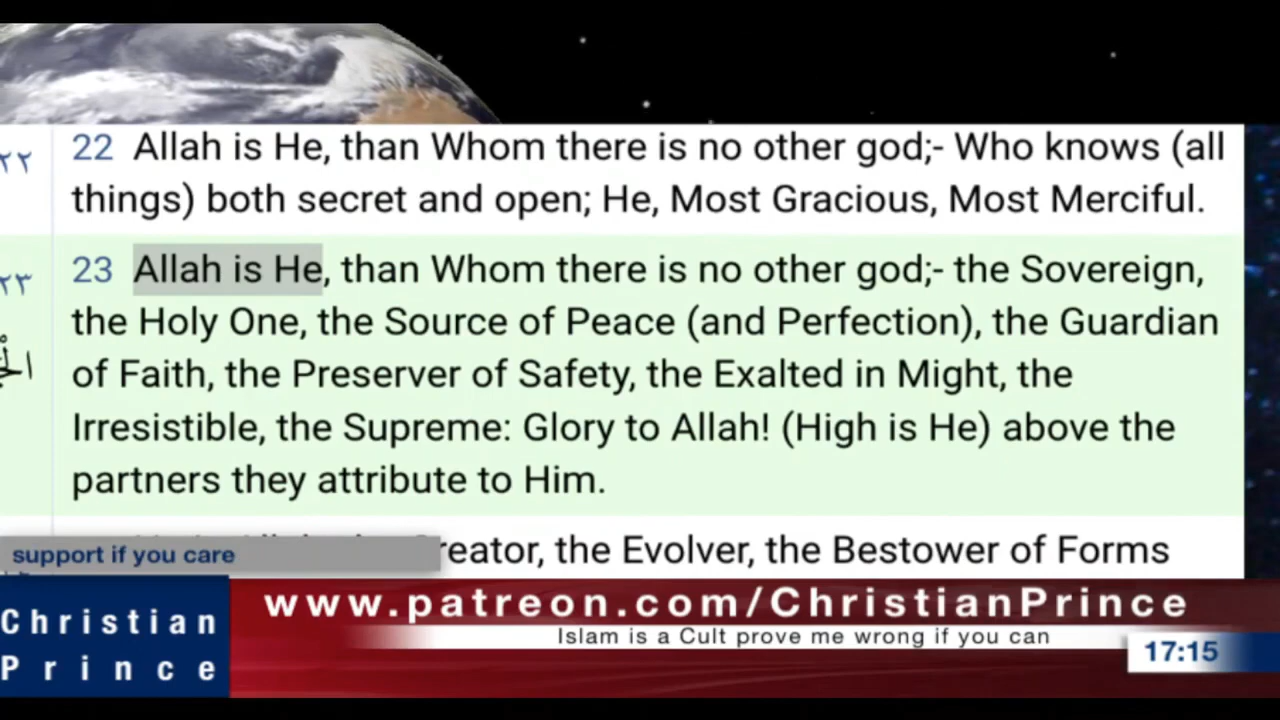 22 Allah is He, than Whom there is no other god;- Who knows (all
٢٢
things) both secret and open; He, Most Gracious, Most Merciful.
23 Allah is He, than Whom there is no other god;- the Sovereign,
٢٣
the Holy One, the Source of Peace (and Perfection), the Guardian
of Faith, the Preserver of Safety, the Exalted in Might, the
Irresistible, the Supreme: Glory to Allah! (High is He) above the
partners they attribute to Him.
reator, the Evolver, the Bestower of Forms
support if you care
Christian
Prince
www.patreon.com/ChristianPrince
Islam is a Cult prove me wrong if you can
17:15